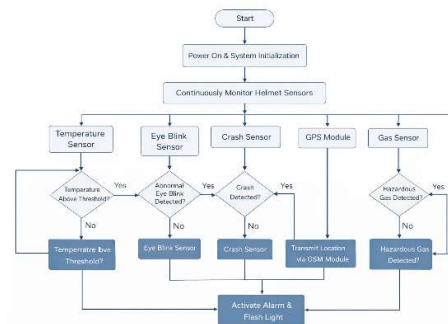 Start
Power On & System Initialization
Continuously Monitor Helmet Sensors
Temperature
Sensor
Eye Blink
Sensor
Crash Sensor
GPS Module
Gas Sensor
Temperature
Above Threshold?
Yes
Abnormal
Eye Blink
Detected?
Yes
Crash
Detected?
Yes
Hazardous
Gas Detected?
Yes
No
No
No
No
Temperratre lbve
Threshold?
Eye Blink Sensor
Crash Sensor
Transmit Location
via GSM Module
Hazardous Gas
Detected?
Activate Alarm &
Flash Light